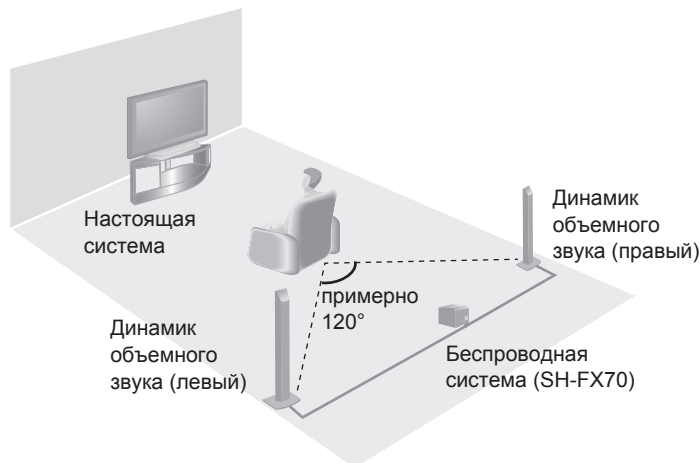 Настоящая
система
Динамик
объемного
звука (правый)
примерно
120°
Динамик
объемного
звука (левый)
Беспроводная
система (SH-FX70)